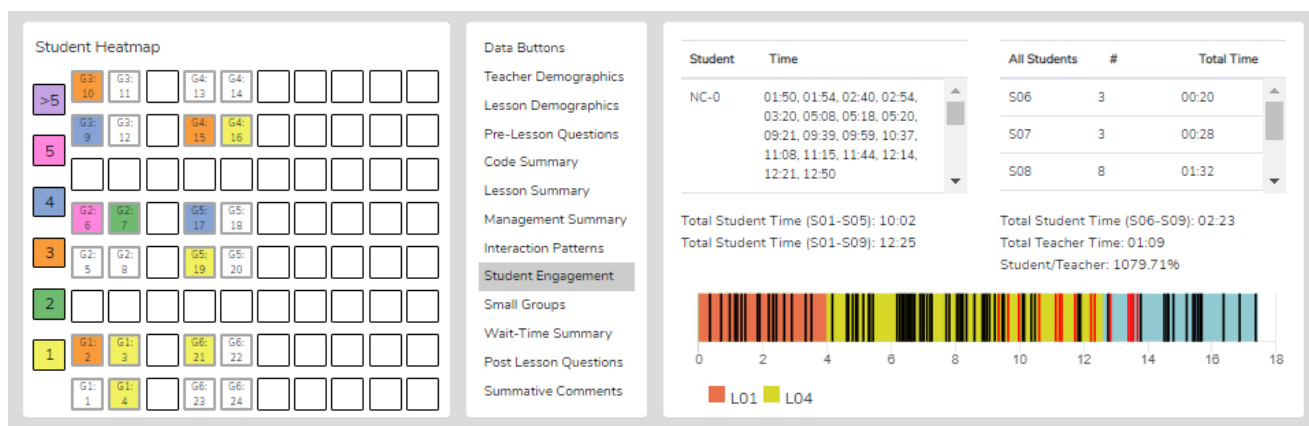 Student Heatmap
>5
5
4
3
2
1
G3: 10
G3: 11
G4: 13
G4: 14
G3: 9
G3: 12
G4: 15
G4: 16
G2: 6
G2: 7
G5: 17
G5: 18
G2: 5
G2: 8
G5: 19
G5: 20
G1: 2
G1: 3
G6: 21
G6: 22
G1: 1
G1: 4
G6: 23
G6: 24
Data Buttons
Teacher Demographics
Lesson Demographics
Pre-Lesson Questions
Code Summary
Lesson Summary
Management Summary
Interaction Patterns
Student Engagement
Small Groups
Wait-Time Summary
Post Lesson Questions
Summative Comments
Student Time
NC-0 01:50, 01:54, 02:40, 02:54,
03:20, 05:08, 05:18, 05:20,
09:21, 09:39, 09:59, 10:37,
11:08, 11:15, 11:44, 12:14,
12:21, 12:50
All Students # Total Time
S06 3 00:20
S07 3 00:28
S08 8 01:32
Total Student Time (S01-S05): 10:02
Total Student Time (S01-S09): 12:25
Total Student Time (S06-S09): 02:23
Total Teacher Time: 01:09
Student/Teacher: 1079.71%
0 2 4 6 8 10 12 14 16 18
L01 L04